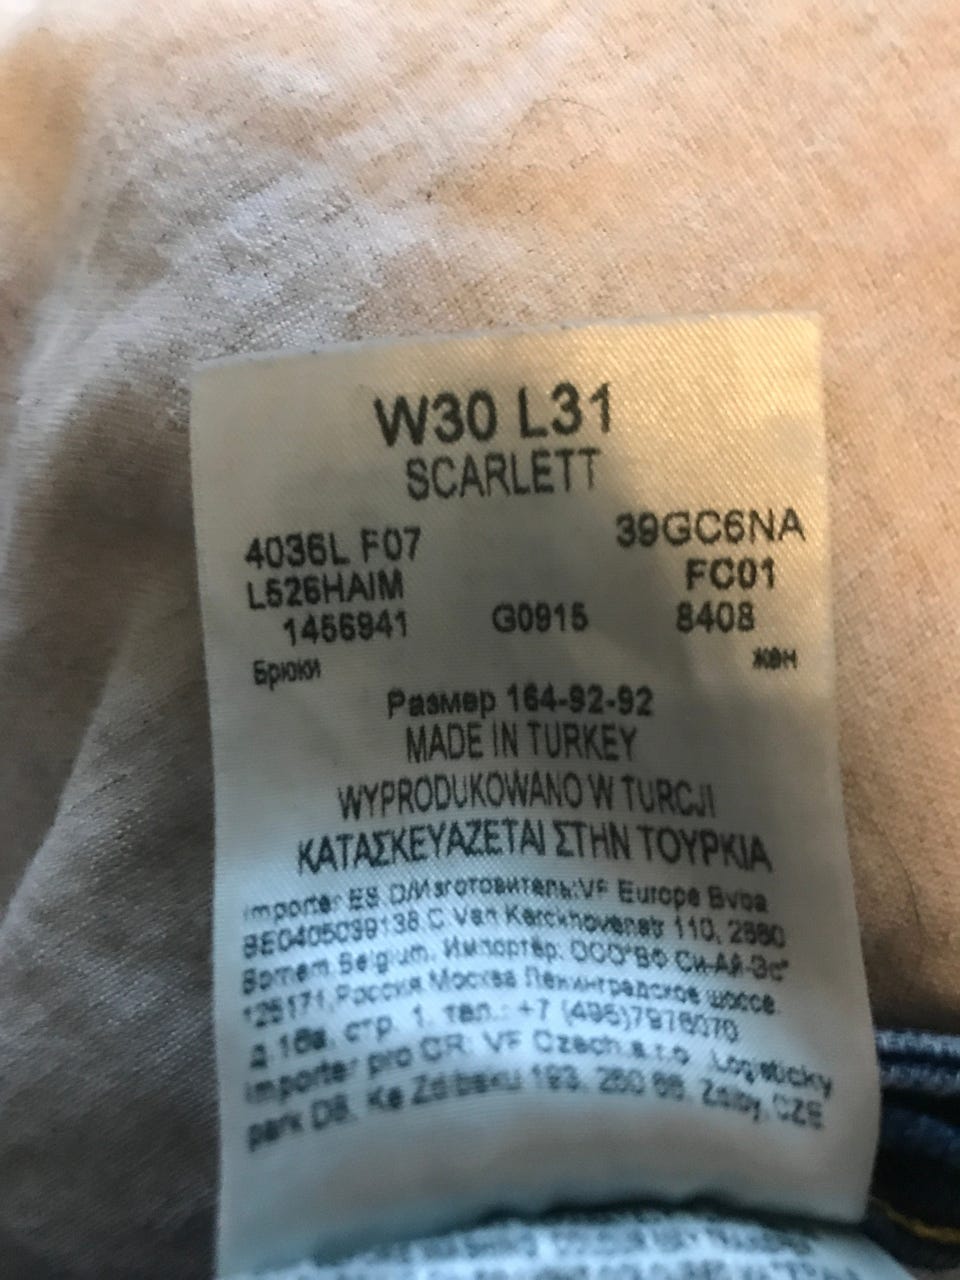 W30 L31
SCARLETT
4036L F07 39GC6NA
L526HAIM FC01
1456941 G0915 8408
Брюки жен
Размер 164-92-92
MADE IN TURKEY
WYPRODUKOWANO W TURCJI
ΚΑΤΑΣΚΕΥΑΖΕΤΑΙ ΣΤΗΝ ΤΟΥΡΚΙΑ
Importer ES, D/Изготовитель:VF Europe Bvba
BE0405039138 C. Van Kerckhovenstr 110, 2880
Bornem Belgium. Импортёр: ООО"ВФ Си-Ай-Эс"
125171, Россия Москва Ленинградское шоссе
д.16а, стр. 1, тел.: +7 (495)7976070
Importer pro CR: VF Czech s.r.o. Logisticky
park D8, Ke Zdibsku 193, 250 66, Zdiby, CZE